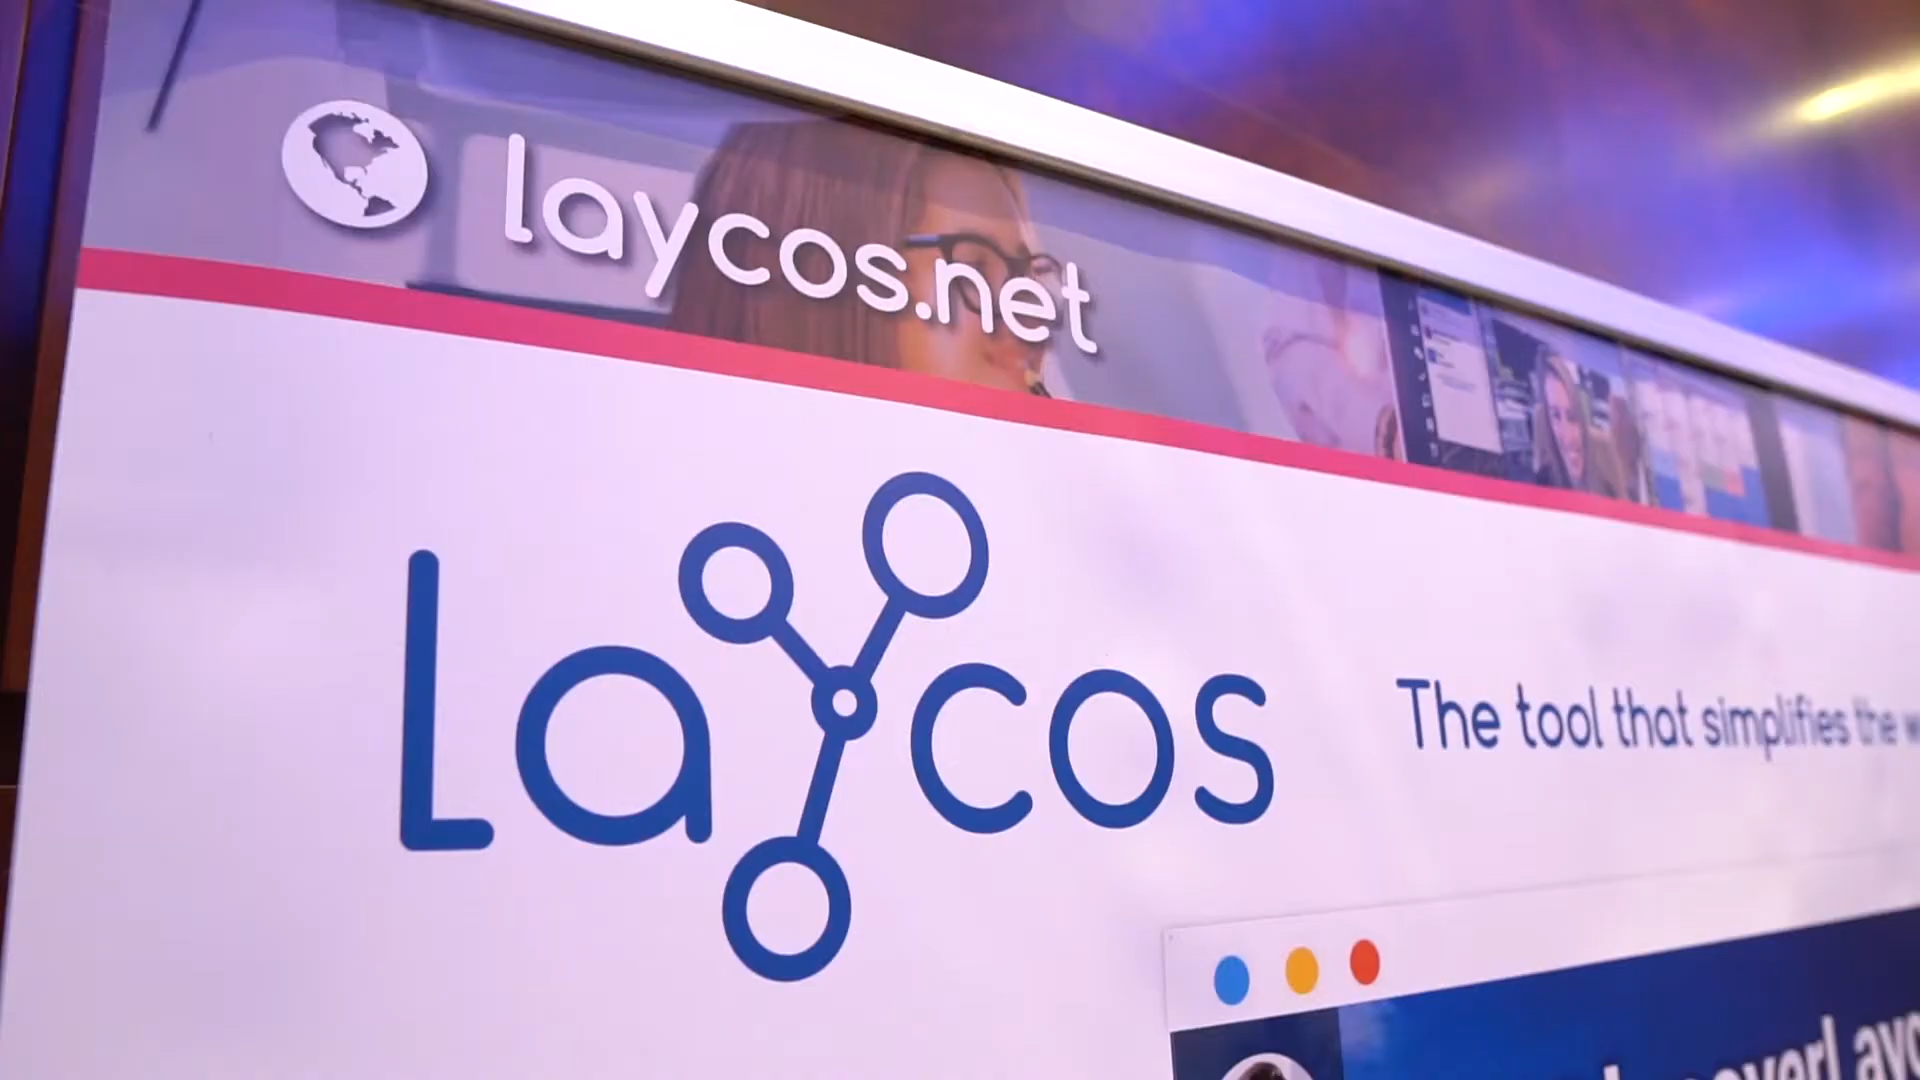 laycos.net
Laycos
The tool that simplifies the